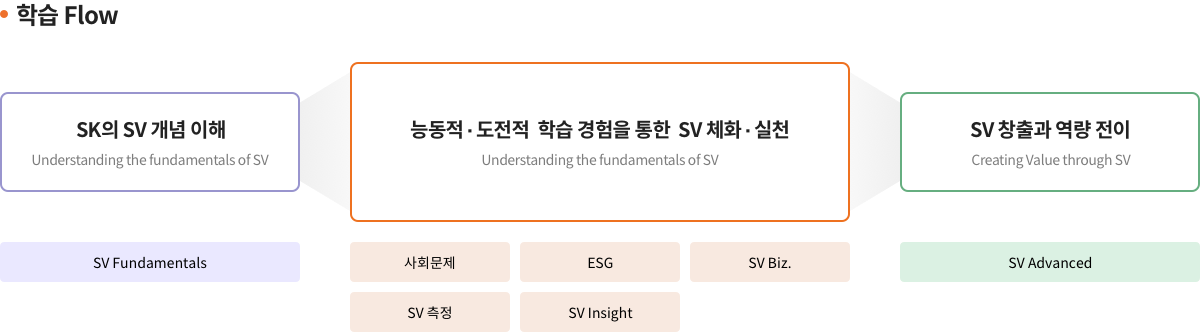 학습 Flow
SK의 SV 개념 이해
Understanding the fundamentals of SV
능동적·도전적 학습 경험을 통한 SV 체화·실천
Understanding the fundamentals of SV
SV 창출과 역량 전이
Creating Value through SV
SV Fundamentals
사회문제
ESG
SV Biz.
SV 측정
SV Insight
SV Advanced